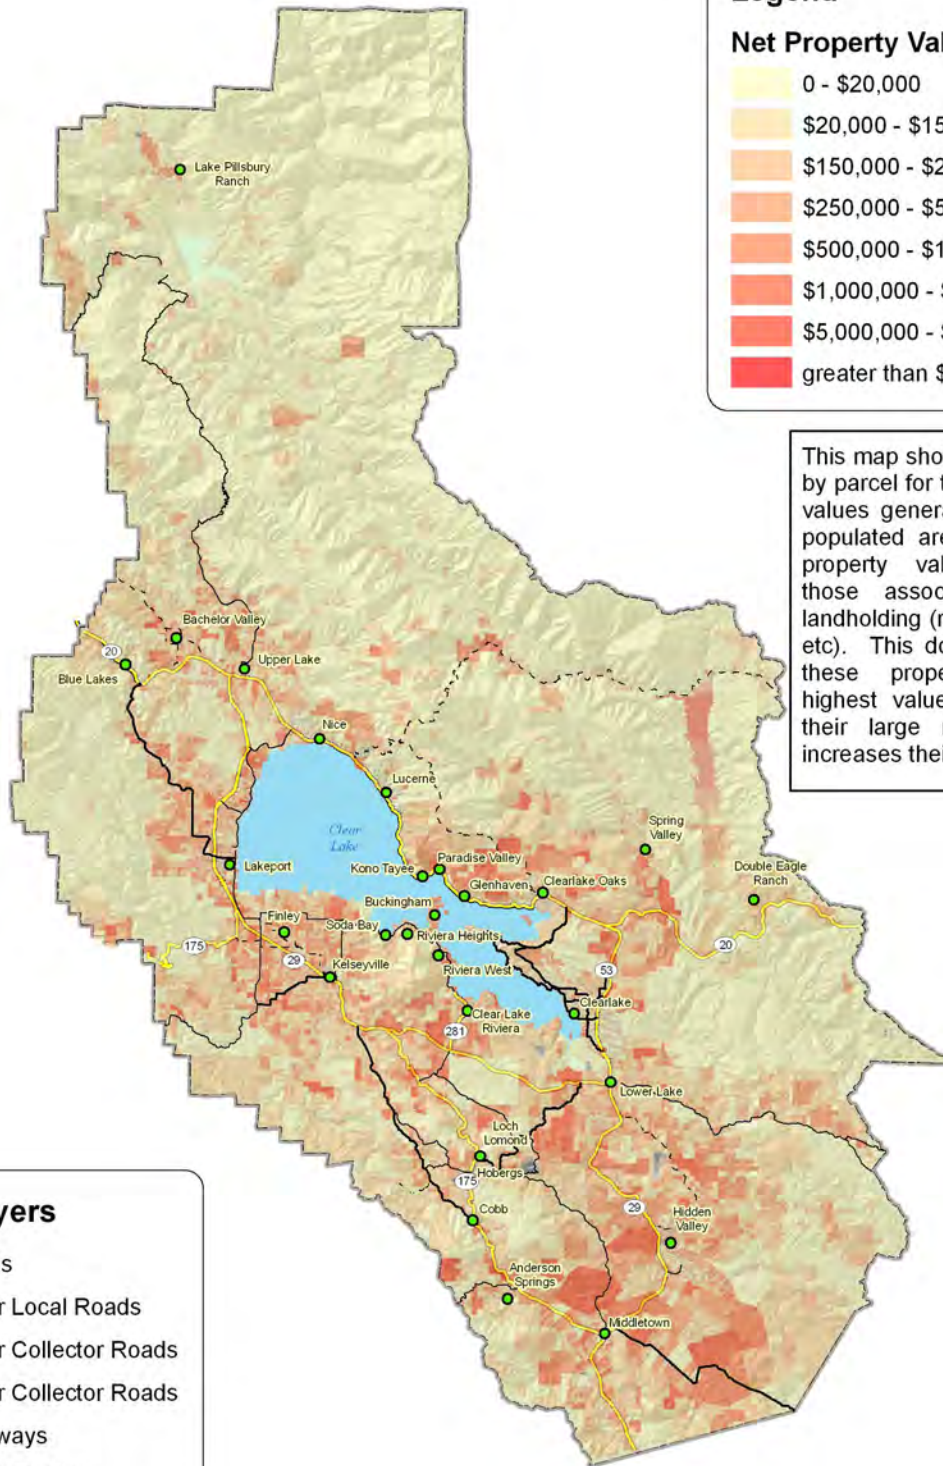 Legend
Net Property Val
0 - $20,000
$20,000 - $15
$150,000 - $2
$250,000 - $5
$500,000 - $1
$1,000,000 - $
$5,000,000 - $
greater than $
This map sho
by parcel for t
values genera
populated are
property val
those assoc
landholding (r
etc). This do
these prope
highest value
their large
increases thei
Lake Pillsbury
Ranch
Bachelor Valley
20
Blue Lakes
Upper Lake
Nice
Lucerne
Clear
Lake
Spring
Valley
Lakeport
Kono Tayee
Paradise Valley
Double Eagle
Ranch
Glenhaven
Clearlake Oaks
Buckingham
Finley
Soda Bay
Riviera Heights
175
29
20
Kelseyville
Riviera West
53
Clearlake
Clear Lake
Riviera
281
Lower Lake
Loch
Lomond
Hobergs
175
Cobb
29
Hidden
Valley
Anderson
Springs
Middletown
yers
s
r Local Roads
r Collector Roads
r Collector Roads
ways